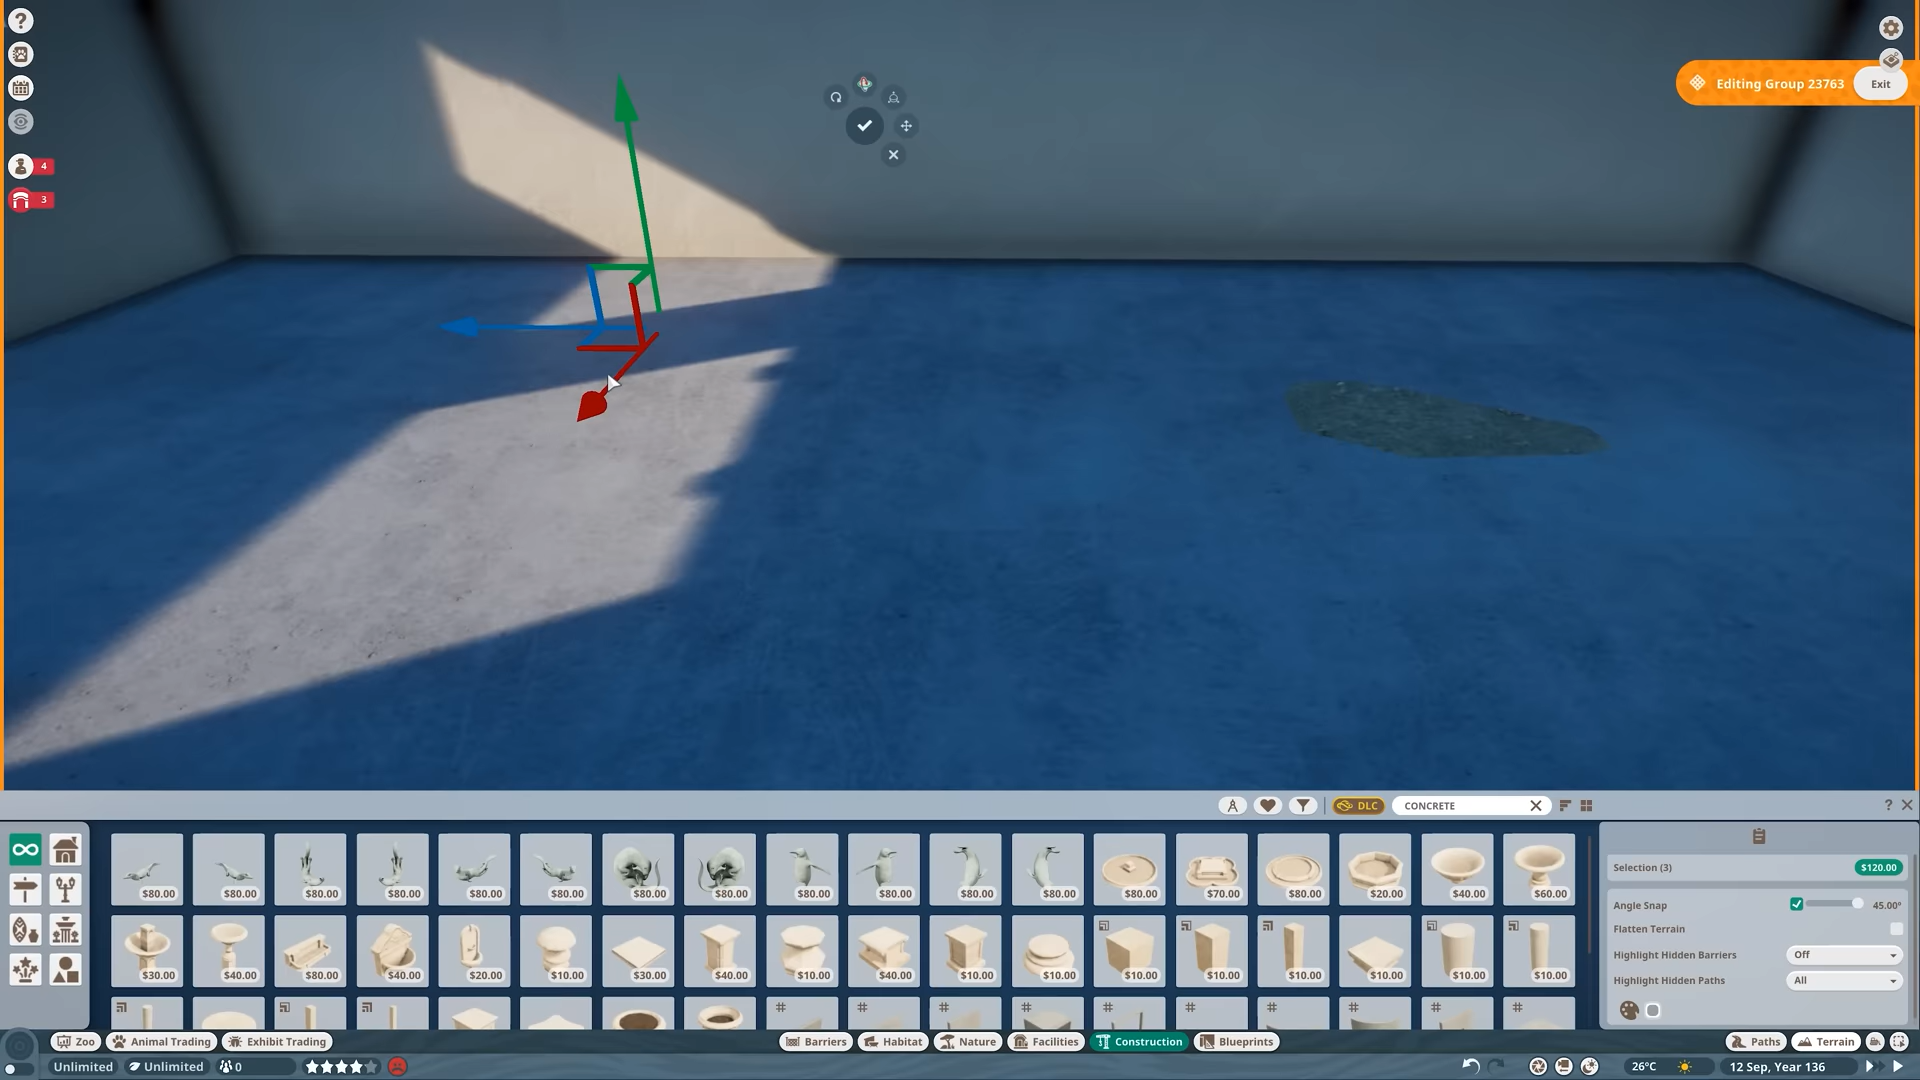 ?
Editing Group 23763
Exit
4
3
DLC
CONCRETE
?
$80.00 $80.00 $80.00 $80.00 $80.00 $80.00 $80.00 $80.00 $80.00 $80.00 $80.00 $80.00 $80.00 $70.00 $80.00 $20.00 $40.00 $60.00
$30.00 $40.00 $80.00 $40.00 $20.00 $10.00 $30.00 $40.00 $10.00 $40.00 $10.00 $10.00 $10.00 $10.00 $10.00 $10.00 $10.00 $10.00
Selection (3)
$120.00
Angle Snap
45.00°
Flatten Terrain
Highlight Hidden Barriers
Off
Highlight Hidden Paths
All
Zoo
Animal Trading
Exhibit Trading
Barriers
Habitat
Nature
Facilities
Construction
Blueprints
Paths
Terrain
Unlimited
Unlimited
0
26°C
12 Sep, Year 136